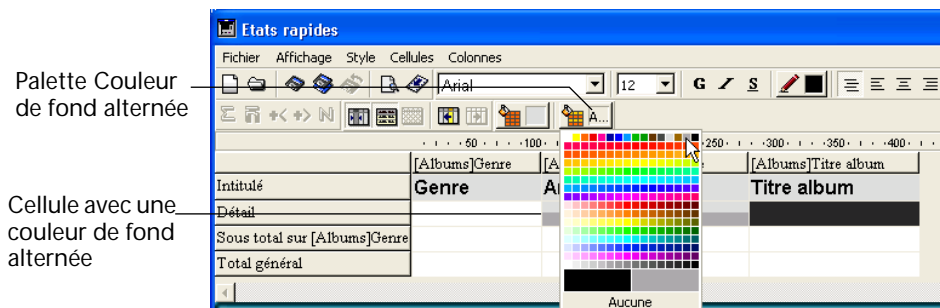 Etats rapides
Fichier Affichage Style Cellules Colonnes
Palette Couleur
de fond alternée
Arial
12
G I S
N
A...
50 100 250 300 350 400
[Albums]Genre
[Albums]Titre album
Intitulé
Genre
Titre album
Détail
Cellule avec une
couleur de fond
alternée
Sous total sur [Albums]Genre
Total général
Aucune